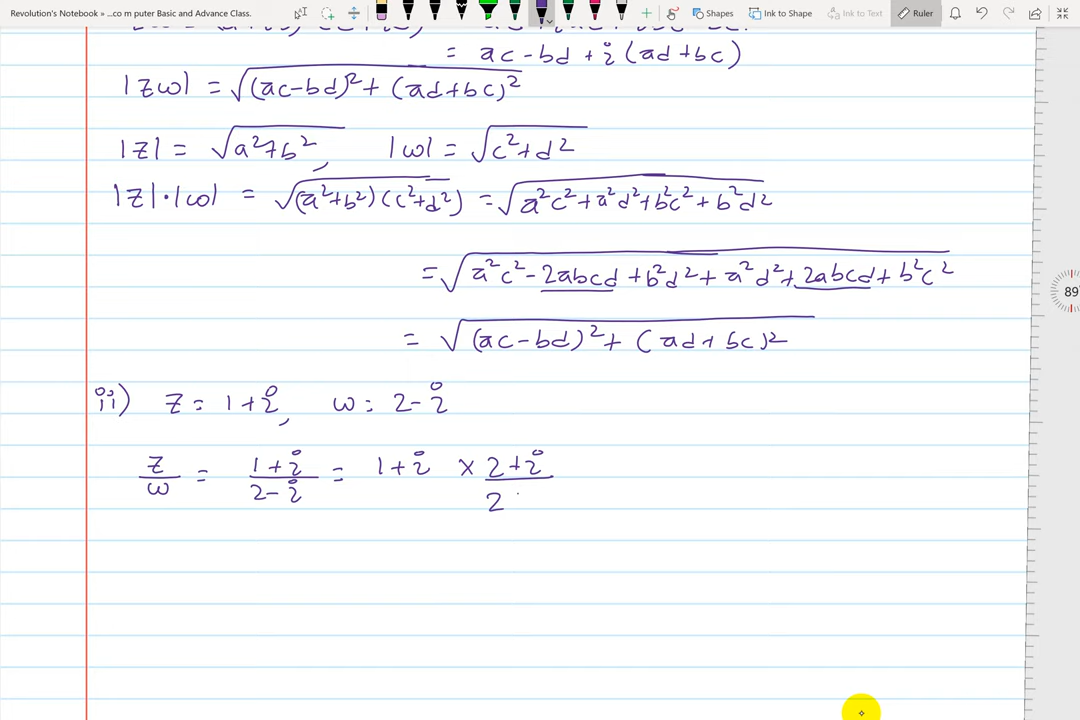 Revolution's Notebook » ...co m puter Basic and Advance Class.
Shapes Ink to Shape Ink to Text Ruler
= ac-bd + i (ad+bc)
|zω| = √(ac-bd)²+ (ad+bc)²
|z| = √a²+b², |ω| = √c²+d²
|z|·|ω| = √(a²+b²)(c²+d²) = √a²c²+a²d²+b²c²+b²d²
= √a²c²-2abcd+b²d²+a²d²+2abcd+b²c²
89
= √(ac-bd)²+(ad+bc)²
ii) z = 1+i, ω = 2-i
z/ω = 1+i/2-i = 1+i × 2+i/2